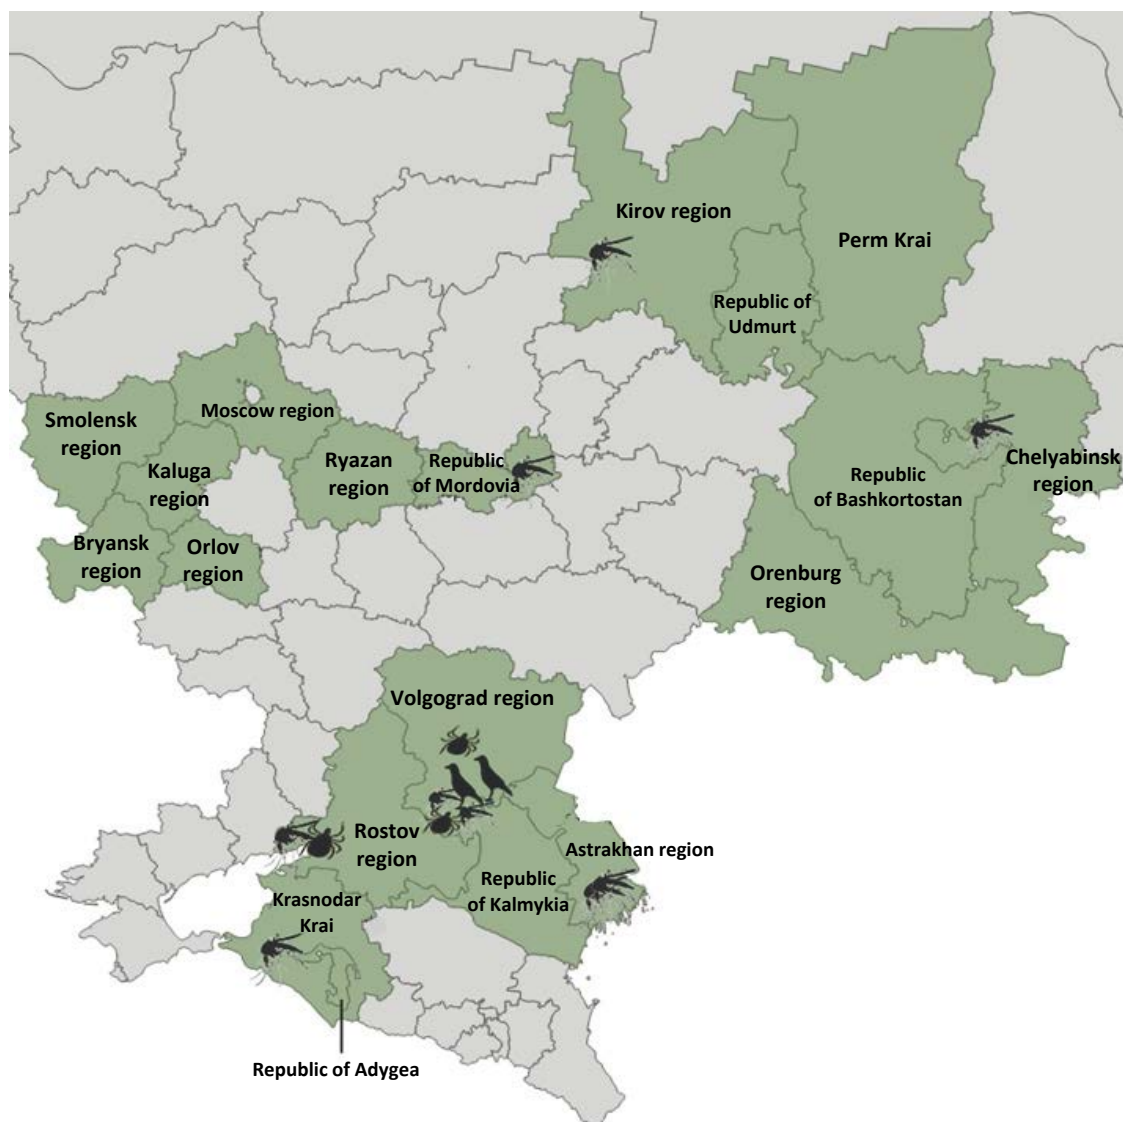 Kirov region
Perm Krai
Republic of
Udmurt
Smolensk
region
Moscow region
Kaluga
region
Ryazan
region
Republic
of Mordovia
Chelyabinsk
region
Republic
of Bashkortostan
Bryansk
region
Orlov
region
Orenburg
region
Volgograd region
Rostov
region
Astrakhan region
Republic
of Kalmykia
Krasnodar
Krai
Republic of Adygea